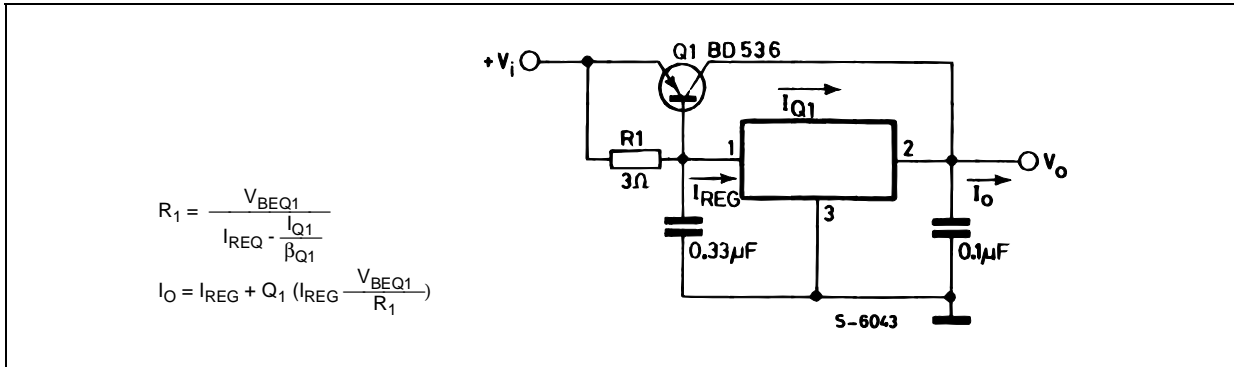 Q1 BD 536
+Vi
IQ1
R1
1
2
Vo
3Ω
IREG
3
Io
0.33µF
0.1µF
S-6043
R1 = VBEQ1 / (IREQ - IQ1 / βQ1)
IO = IREG + Q1 (IREG VBEQ1 / R1)